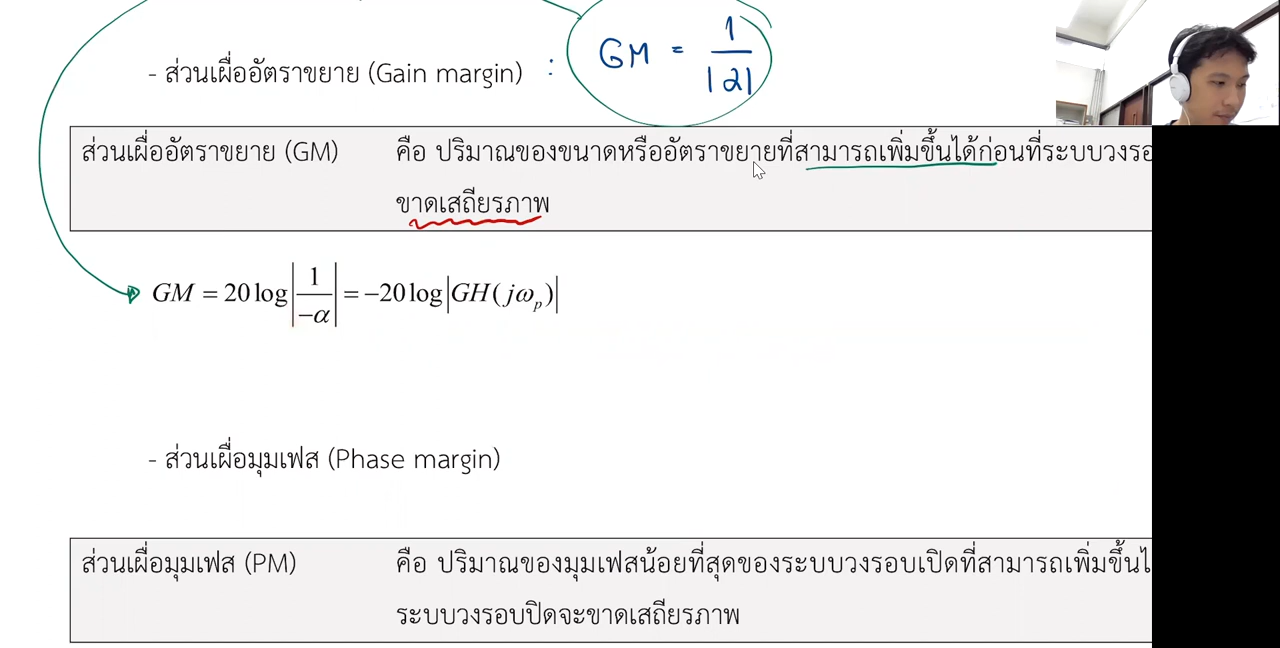 - ส่วนเผื่ออัตราขยาย (Gain margin) : GM = 1/|α|
ส่วนเผื่ออัตราขยาย (GM) คือ ปริมาณของขนาดหรืออัตราขยายที่สามารถเพิ่มขึ้นได้ก่อนที่ระบบวงรอ
ขาดเสถียรภาพ
GM = 20 log|1/-α| = -20 log|GH(jωp)|
- ส่วนเผื่อมุมเฟส (Phase margin)
ส่วนเผื่อมุมเฟส (PM) คือ ปริมาณของมุมเฟสน้อยที่สุดของระบบวงรอบเปิดที่สามารถเพิ่มขึ้นไ
ระบบวงรอบปิดจะขาดเสถียรภาพ